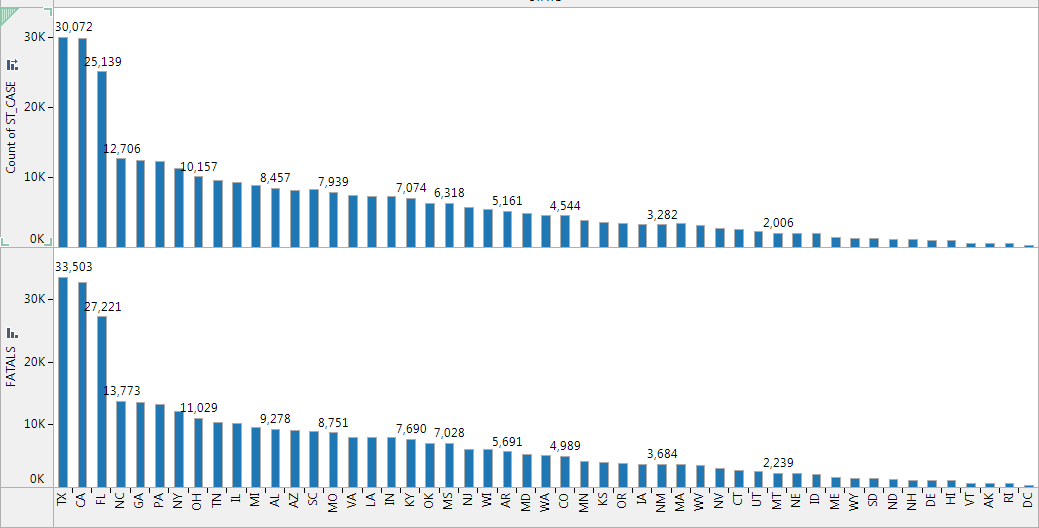 30,072
30K
25,139
20K
12,706
10,157
10K
8,457
7,939
7,074
6,318
5,161
4,544
3,282
2,006
0K
Count of ST_CASE
33,503
30K
27,221
20K
13,773
11,029
10K
9,278
8,751
7,690
7,028
5,691
4,989
3,684
2,239
0K
FATALS
TX CA FL NC GA PA NY OH TN IL MI AL AZ SC MO VA LA IN KY OK MS NJ WI AR MD WA CO MN KS OR IA NM MA WV NV CT UT MT NE ID ME WY SD ND NH DE HI VT AK RI DC